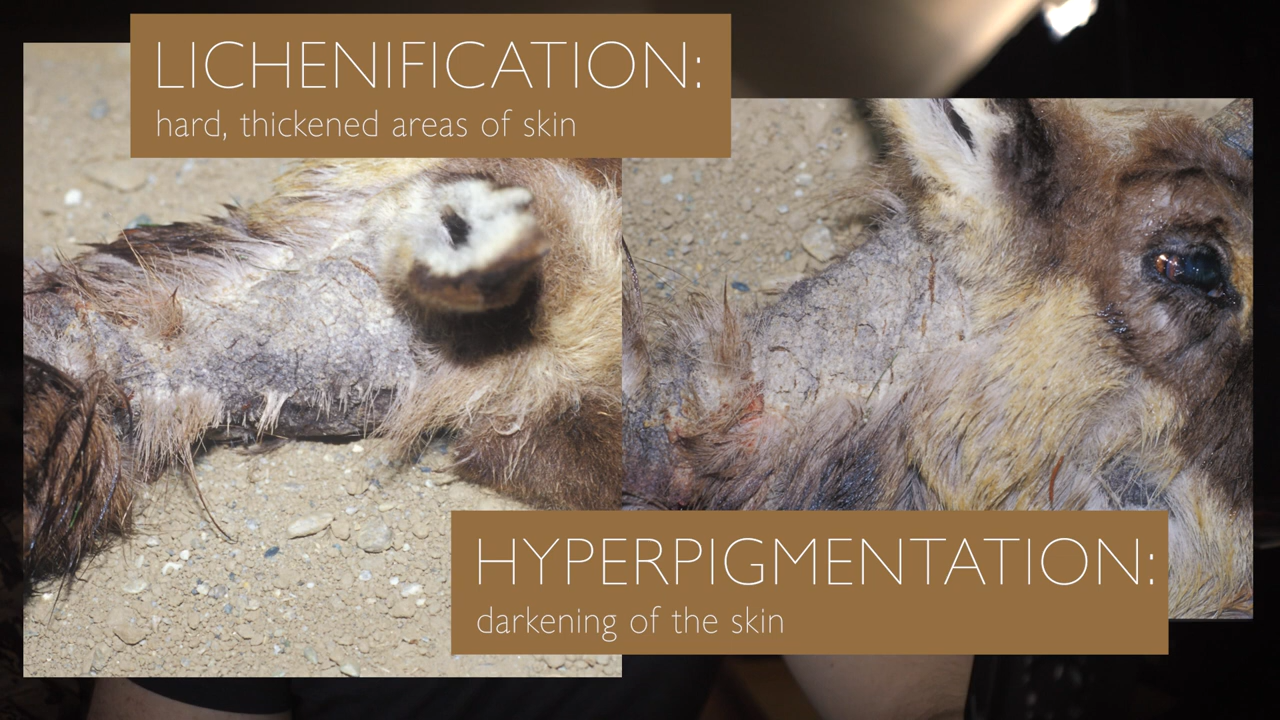 LICHENIFICATION:
hard, thickened areas of skin
HYPERPIGMENTATION:
darkening of the skin